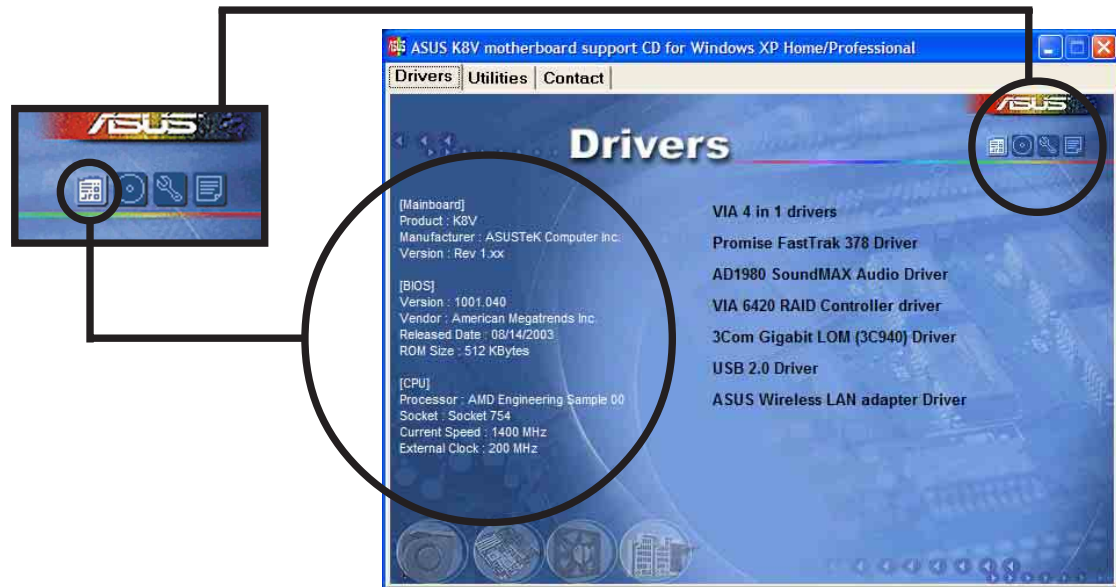 ASUS K8V motherboard support CD for Windows XP Home/Professional
Drivers Utilities Contact
ASUS
ASUS
Drivers
[Mainboard]
Product : K8V
Manufacturer : ASUSTeK Computer Inc.
Version : Rev 1.xx
[BIOS]
Version : 1001.040
Vendor : American Megatrends Inc.
Released Date : 08/14/2003
ROM Size : 512 KBytes
[CPU]
Processor : AMD Engineering Sample 00
Socket : Socket 754
Current Speed : 1400 MHz
External Clock : 200 MHz
VIA 4 in 1 drivers
Promise FastTrak 378 Driver
AD1980 SoundMAX Audio Driver
VIA 6420 RAID Controller driver
3Com Gigabit LOM (3C940) Driver
USB 2.0 Driver
ASUS Wireless LAN adapter Driver